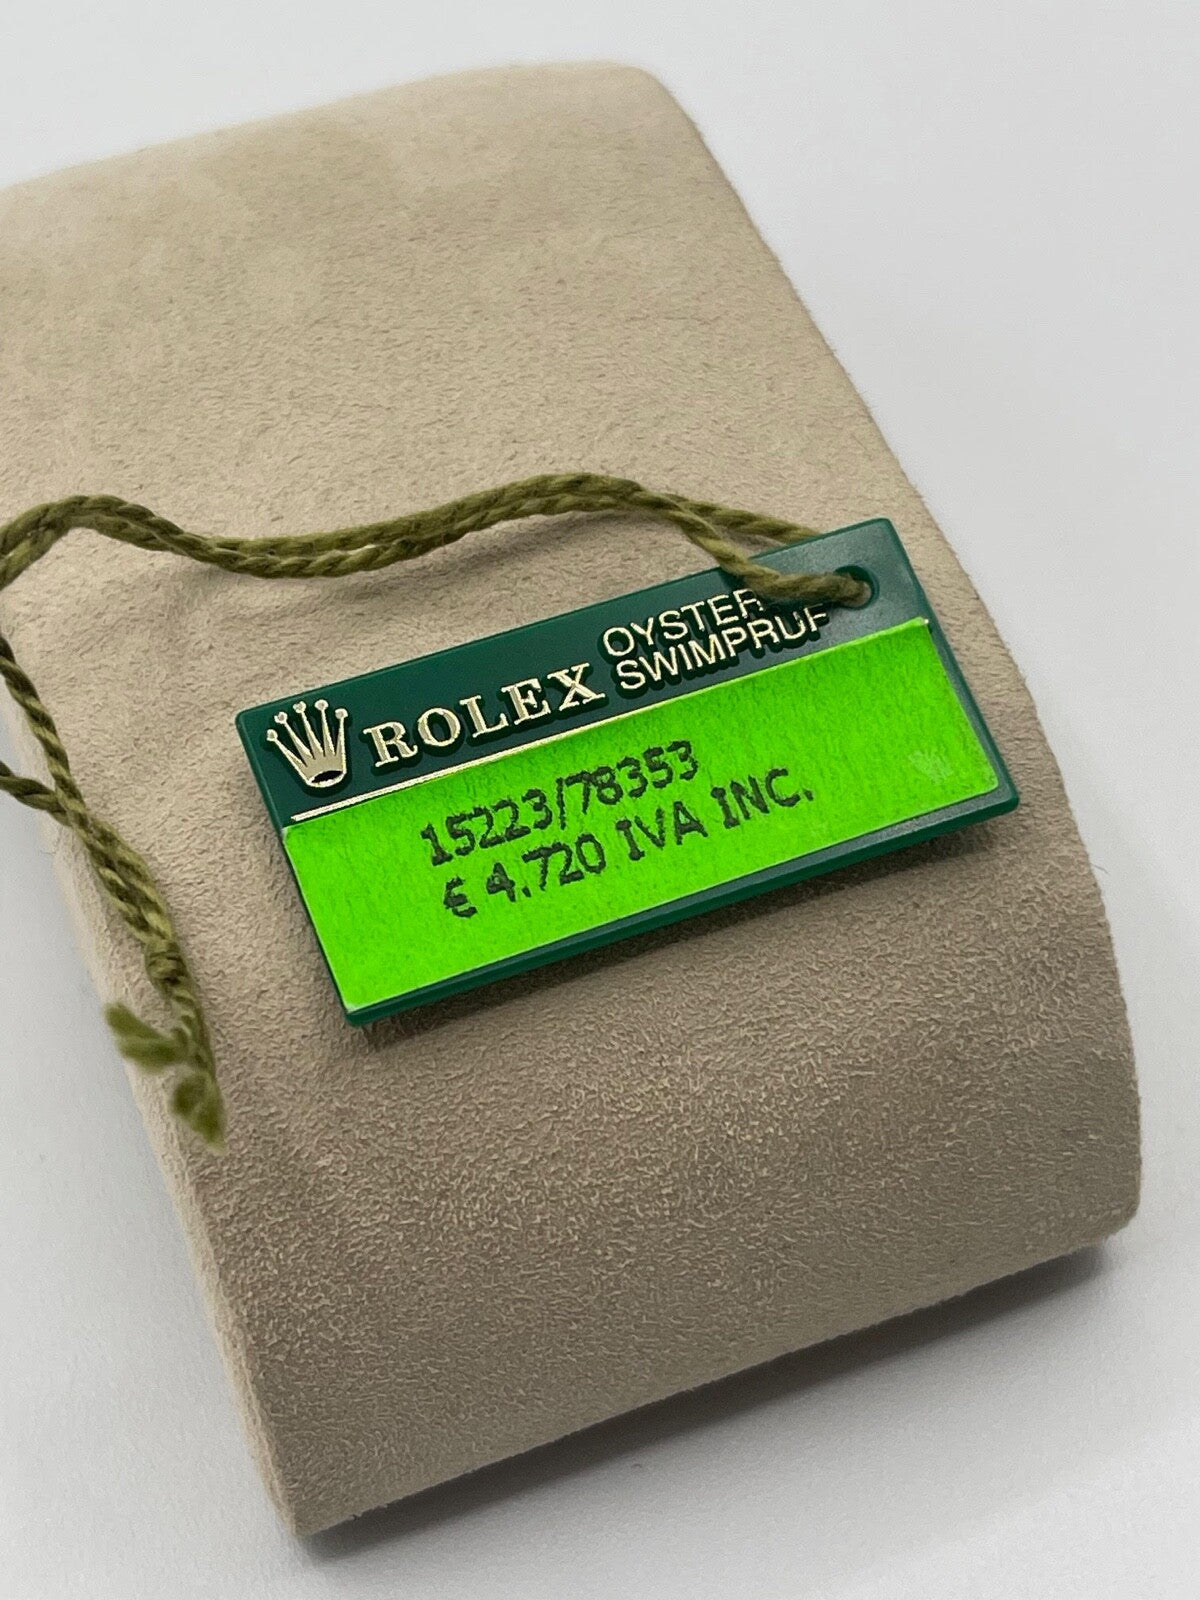 ROLEX
OYSTER
SWIMPRUF
15223/78353
€ 4.720 IVA INC.